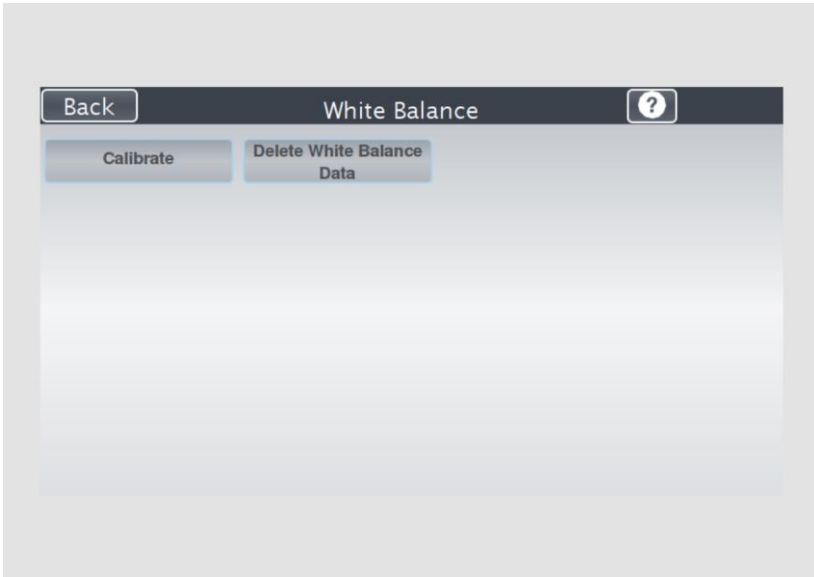 Back
White Balance
?
Calibrate
Delete White Balance
Data